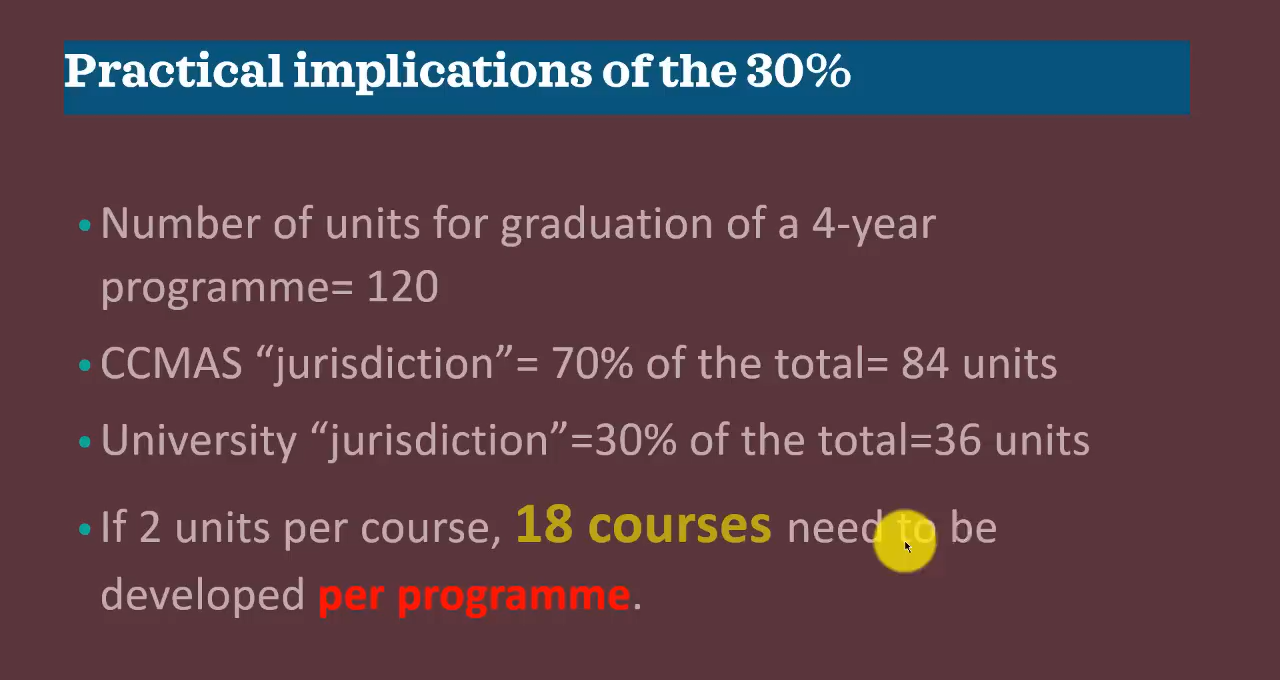 Practical implications of the 30%
• Number of units for graduation of a 4-year
programme= 120
• CCMAS “jurisdiction”= 70% of the total= 84 units
• University “jurisdiction”=30% of the total=36 units
• If 2 units per course, 18 courses need to be
developed per programme.